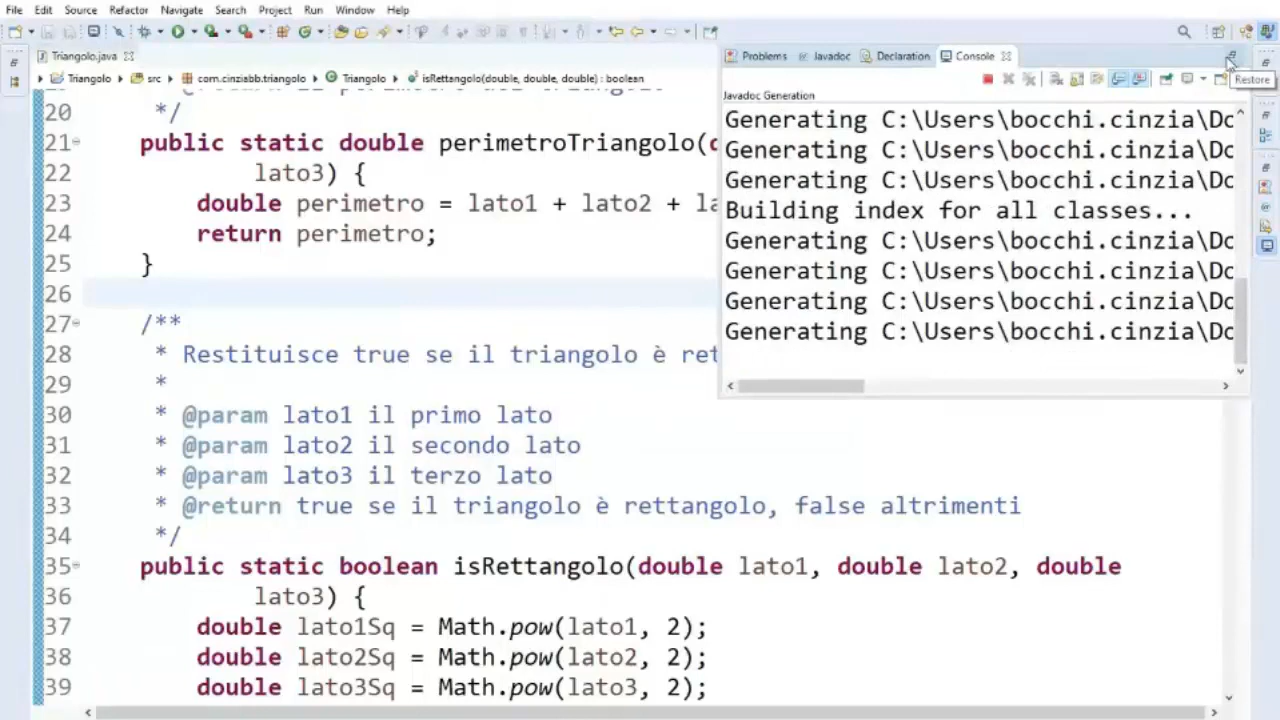 File Edit Source Refactor Navigate Search Project Run Window Help
Triangolo.java
Problems Javadoc Declaration Console
Triangolo src com.cinziabb.triangolo Triangolo isRettangolo(double, double, double) : boolean
Restore
Javadoc Generation
Generating C:\Users\bocchi.cinzia\Do
Generating C:\Users\bocchi.cinzia\Do
Generating C:\Users\bocchi.cinzia\Do
Building index for all classes...
Generating C:\Users\bocchi.cinzia\Do
Generating C:\Users\bocchi.cinzia\Do
Generating C:\Users\bocchi.cinzia\Do
Generating C:\Users\bocchi.cinzia\Do
20 */
21 public static double perimetroTriangolo(
22 lato3) {
23 double perimetro = lato1 + lato2 + la
24 return perimetro;
25 }
26
27 /**
28 * Restituisce true se il triangolo è ret
29 *
30 * @param lato1 il primo lato
31 * @param lato2 il secondo lato
32 * @param lato3 il terzo lato
33 * @return true se il triangolo è rettangolo, false altrimenti
34 */
35 public static boolean isRettangolo(double lato1, double lato2, double
36 lato3) {
37 double lato1Sq = Math.pow(lato1, 2);
38 double lato2Sq = Math.pow(lato2, 2);
39 double lato3Sq = Math.pow(lato3, 2);